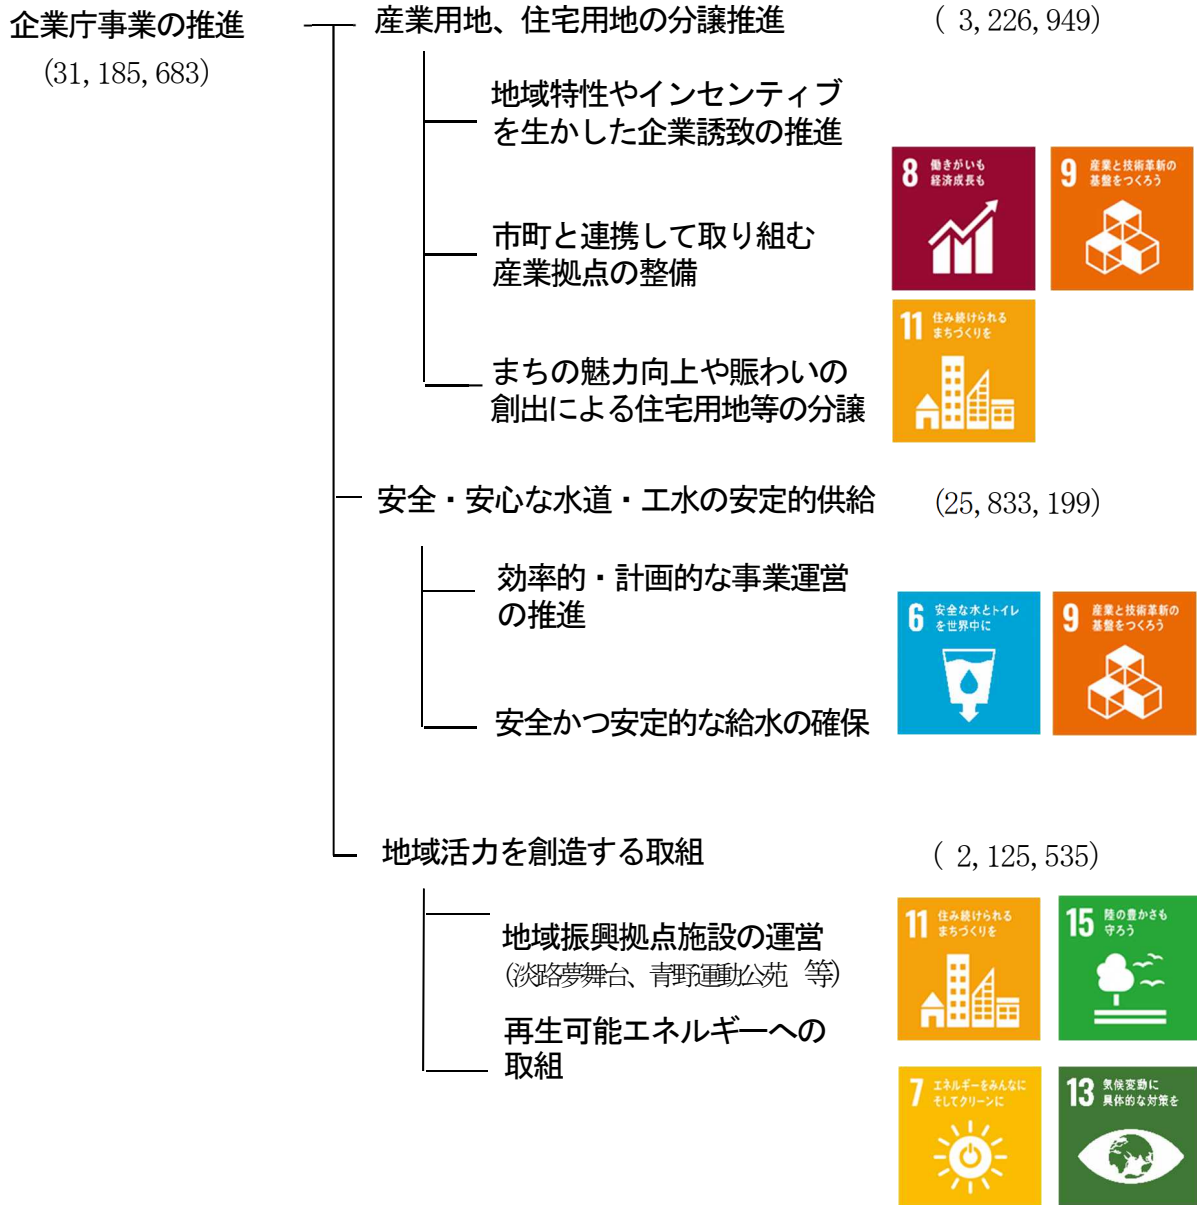 企業庁事業の推進
(31,185,683)
産業用地、住宅用地の分譲推進
( 3,226,949)
地域特性やインセンティブ
を生かした企業誘致の推進
市町と連携して取り組む
産業拠点の整備
まちの魅力向上や賑わいの
創出による住宅用地等の分譲
8 働きがいも
経済成長も
9 産業と技術革新の
基盤をつくろう
11 住み続けられる
まちづくりを
安全・安心な水道・工水の安定的供給
(25,833,199)
効率的・計画的な事業運営
の推進
安全かつ安定的な給水の確保
6 安全な水とトイレ
を世界中に
9 産業と技術革新の
基盤をつくろう
地域活力を創造する取組
( 2,125,535)
地域振興拠点施設の運営
(淡路夢舞台、青野運動公苑 等)
再生可能エネルギーへの
取組
11 住み続けられる
まちづくりを
15 陸の豊かさも
守ろう
7 エネルギーをみんなに
そしてクリーンに
13 気候変動に
具体的な対策を